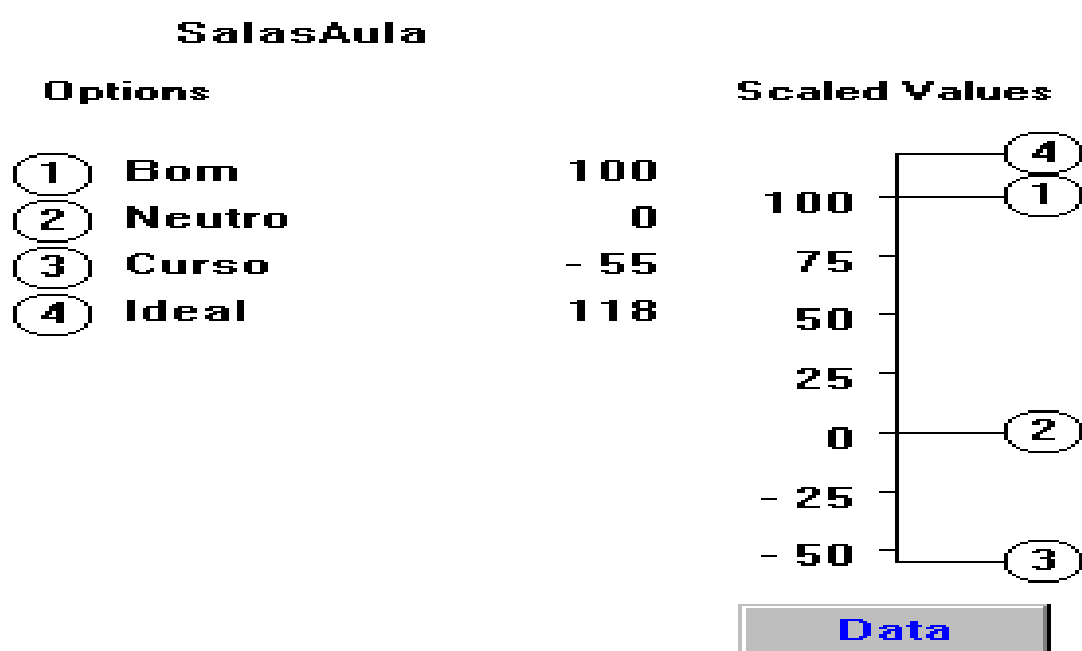 SalasAula
Options
Scaled Values
1 Bom 100
2 Neutro 0
3 Curso - 55
4 Ideal 118
4
100 1
75
50
25
0 2
- 25
- 50 3
Data